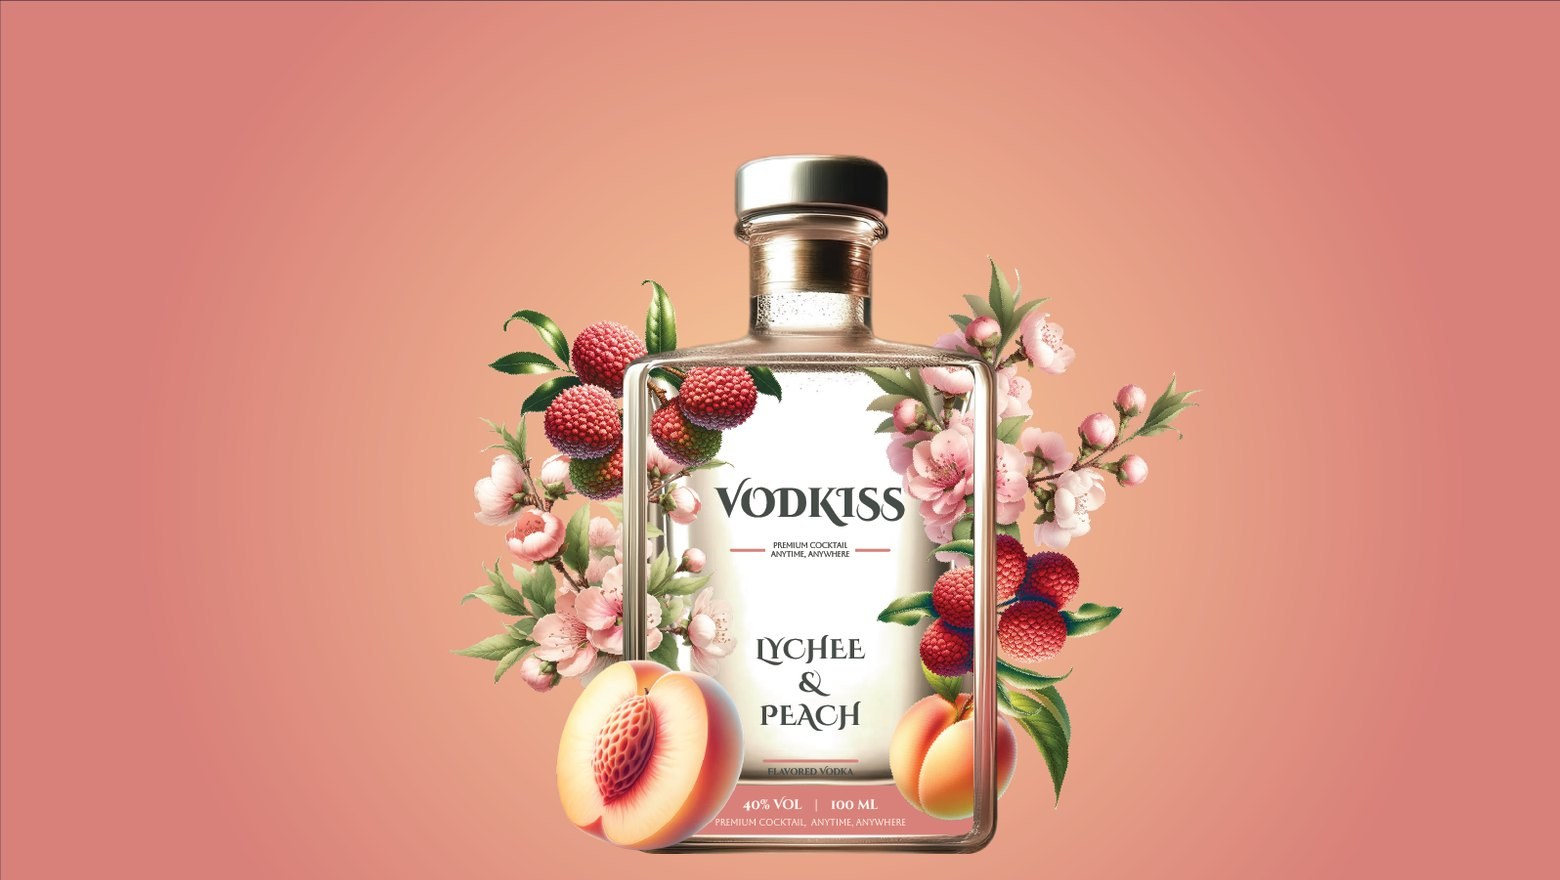 VODKISS
PREMIUM COCKTAIL
ANYTIME, ANYWHERE
LYCHEE
&
PEACH
FLAVORED VODKA
40% VOL | 100 ML
PREMIUM COCKTAIL, ANYTIME, ANYWHERE